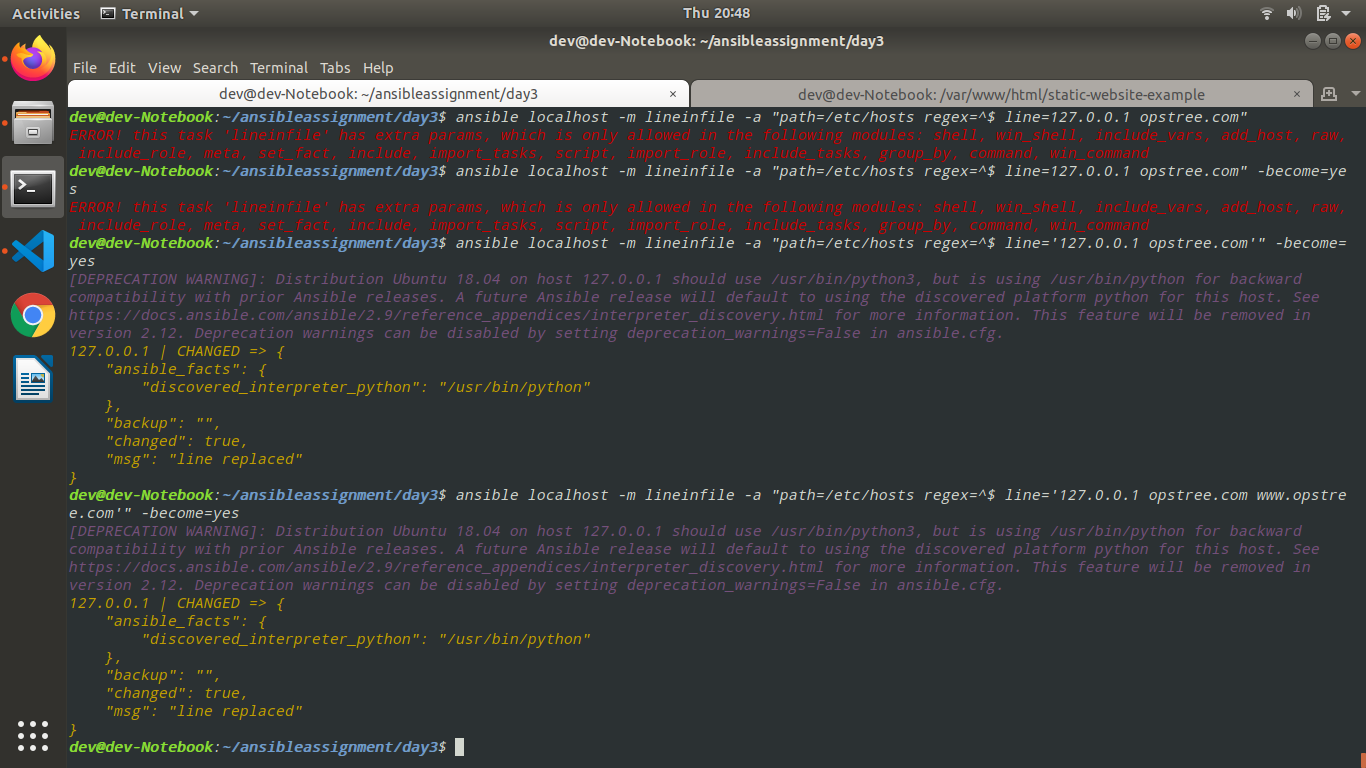 Activities Terminal Thu 20:48
dev@dev-Notebook: ~/ansibleassignment/day3
File Edit View Search Terminal Tabs Help
dev@dev-Notebook: ~/ansibleassignment/day3 × dev@dev-Notebook: /var/www/html/static-website-example ×
dev@dev-Notebook:~/ansibleassignment/day3$ ansible localhost -m lineinfile -a "path=/etc/hosts regex=^$ line=127.0.0.1 opstree.com"
ERROR! this task 'lineinfile' has extra params, which is only allowed in the following modules: shell, win_shell, include_vars, add_host, raw,
include_role, meta, set_fact, include, import_tasks, script, import_role, include_tasks, group_by, command, win_command
dev@dev-Notebook:~/ansibleassignment/day3$ ansible localhost -m lineinfile -a "path=/etc/hosts regex=^$ line=127.0.0.1 opstree.com" -become=ye
s
ERROR! this task 'lineinfile' has extra params, which is only allowed in the following modules: shell, win_shell, include_vars, add_host, raw,
include_role, meta, set_fact, include, import_tasks, script, import_role, include_tasks, group_by, command, win_command
dev@dev-Notebook:~/ansibleassignment/day3$ ansible localhost -m lineinfile -a "path=/etc/hosts regex=^$ line='127.0.0.1 opstree.com'" -become=
yes
[DEPRECATION WARNING]: Distribution Ubuntu 18.04 on host 127.0.0.1 should use /usr/bin/python3, but is using /usr/bin/python for backward
compatibility with prior Ansible releases. A future Ansible release will default to using the discovered platform python for this host. See
https://docs.ansible.com/ansible/2.9/reference_appendices/interpreter_discovery.html for more information. This feature will be removed in
version 2.12. Deprecation warnings can be disabled by setting deprecation_warnings=False in ansible.cfg.
127.0.0.1 | CHANGED => {
    "ansible_facts": {
        "discovered_interpreter_python": "/usr/bin/python"
    },
    "backup": "",
    "changed": true,
    "msg": "line replaced"
}
dev@dev-Notebook:~/ansibleassignment/day3$ ansible localhost -m lineinfile -a "path=/etc/hosts regex=^$ line='127.0.0.1 opstree.com www.opstre
e.com'" -become=yes
[DEPRECATION WARNING]: Distribution Ubuntu 18.04 on host 127.0.0.1 should use /usr/bin/python3, but is using /usr/bin/python for backward
compatibility with prior Ansible releases. A future Ansible release will default to using the discovered platform python for this host. See
https://docs.ansible.com/ansible/2.9/reference_appendices/interpreter_discovery.html for more information. This feature will be removed in
version 2.12. Deprecation warnings can be disabled by setting deprecation_warnings=False in ansible.cfg.
127.0.0.1 | CHANGED => {
    "ansible_facts": {
        "discovered_interpreter_python": "/usr/bin/python"
    },
    "backup": "",
    "changed": true,
    "msg": "line replaced"
}
dev@dev-Notebook:~/ansibleassignment/day3$